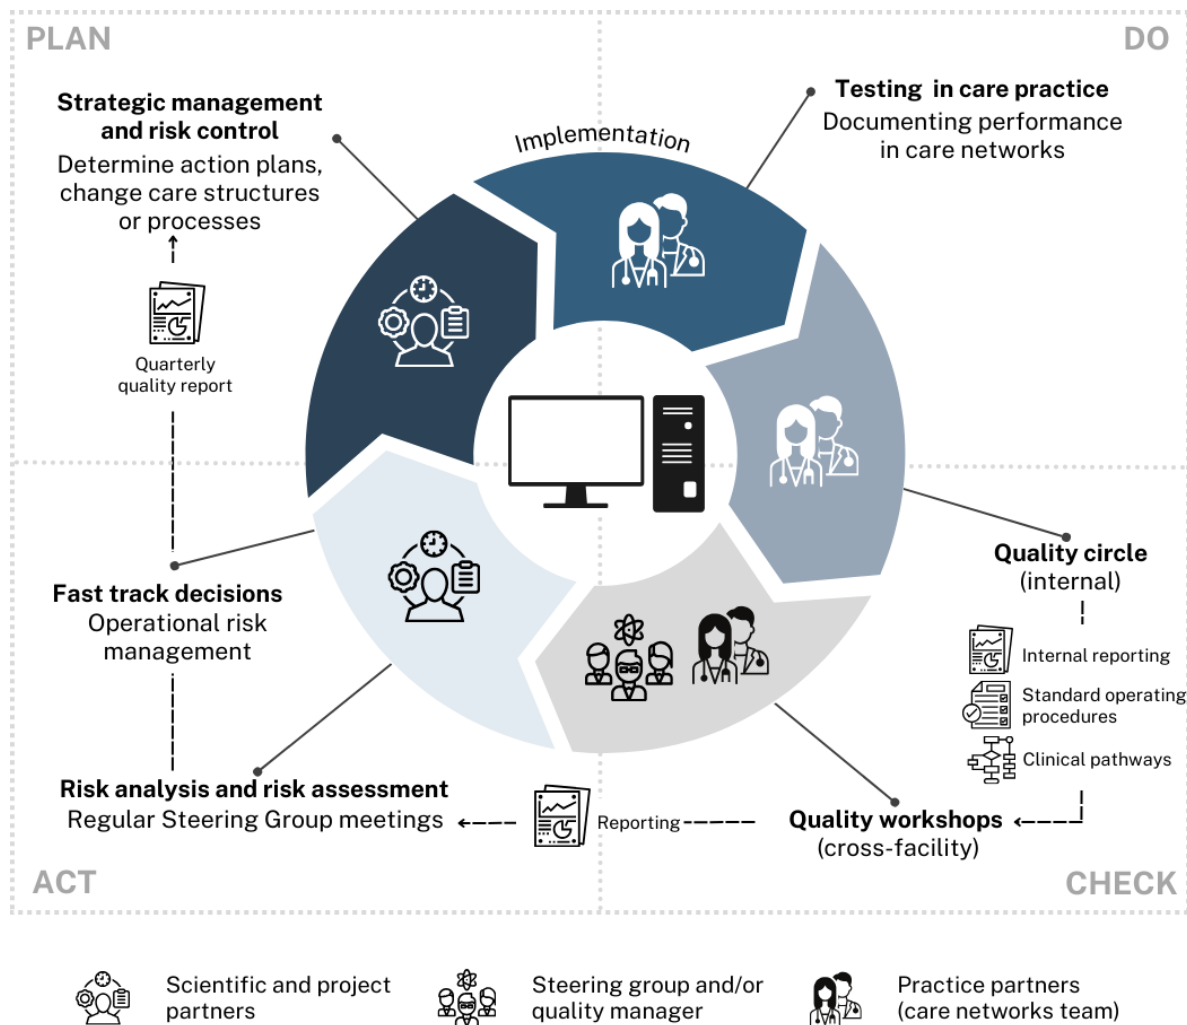 PLAN
DO
Strategic management
and risk control
Determine action plans,
change care structures
or processes
Implementation
Testing in care practice
Documenting performance
in care networks
Quarterly
quality report
Fast track decisions
Operational risk
management
Quality circle
(internal)
Internal reporting
Standard operating
procedures
Clinical pathways
Risk analysis and risk assessment
Regular Steering Group meetings
Reporting
Quality workshops
(cross-facility)
ACT
CHECK
Scientific and project
partners
Steering group and/or
quality manager
Practice partners
(care networks team)